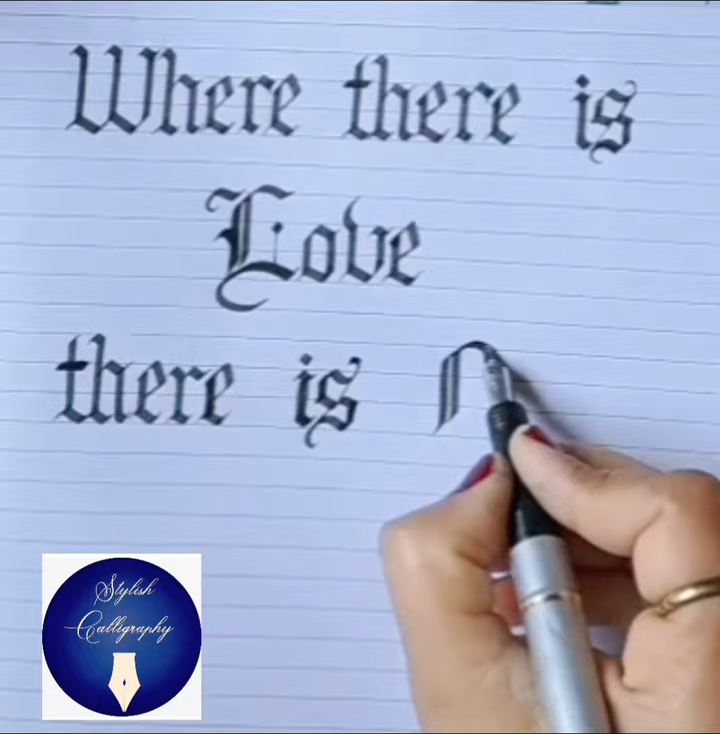 Where there is
Love
there is
Stylish
Calligraphy